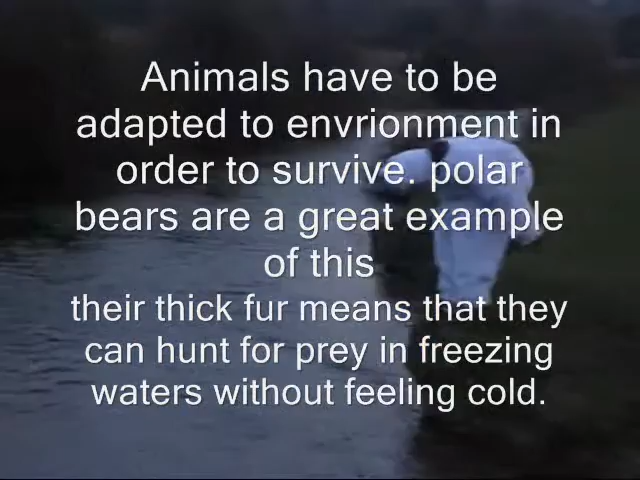 Animals have to be
adapted to envrionment in
order to survive. polar
bears are a great example
of this
their thick fur means that they
can hunt for prey in freezing
waters without feeling cold.